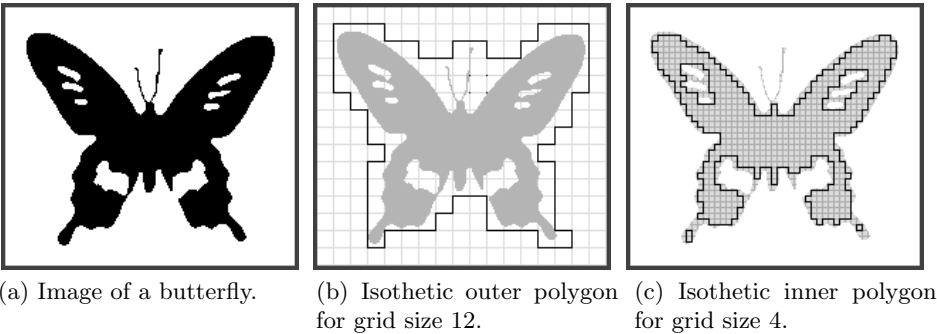 (a) Image of a butterfly.
(b) Isothetic outer polygon
for grid size 12.
(c) Isothetic inner polygon
for grid size 4.